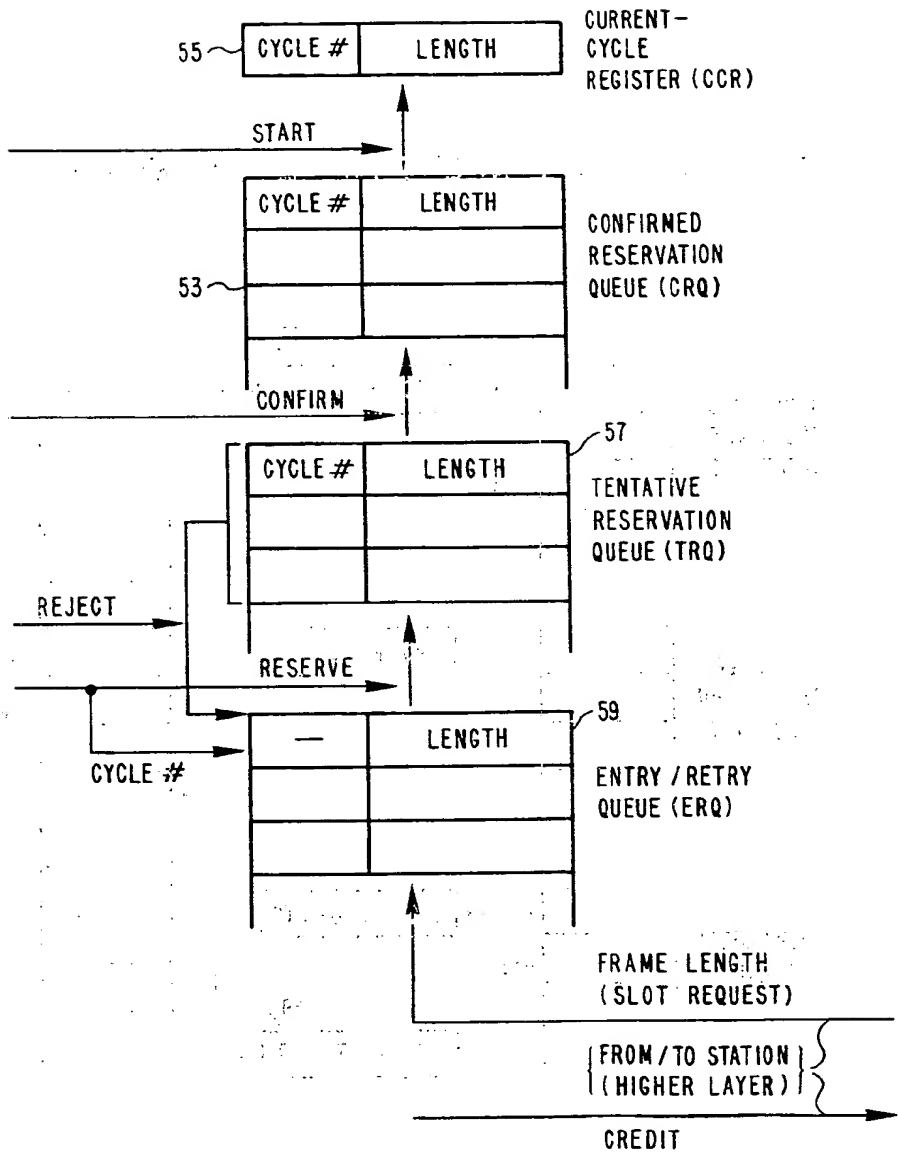 CURRENT-
CYCLE
REGISTER (CCR)
55
CYCLE #
LENGTH
START
CYCLE #
LENGTH
CONFIRMED
RESERVATION
QUEUE (CRQ)
53
CONFIRM
57
CYCLE #
LENGTH
TENTATIVE
RESERVATION
QUEUE (TRQ)
REJECT
RESERVE
59
—
LENGTH
CYCLE #
ENTRY / RETRY
QUEUE (ERQ)
FRAME LENGTH
(SLOT REQUEST)
{FROM / TO STATION
(HIGHER LAYER)}
CREDIT